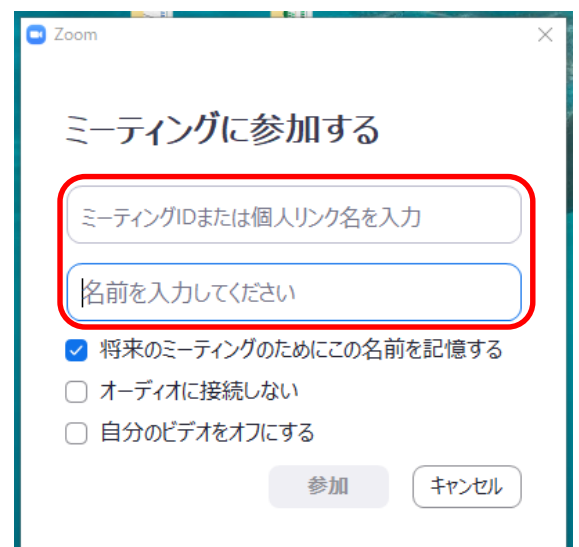 Zoom
ミーティングに参加する
ミーティングIDまたは個人リンク名を入力
名前を入力してください
将来のミーティングのためにこの名前を記憶する
オーディオに接続しない
自分のビデオをオフにする
参加
キャンセル